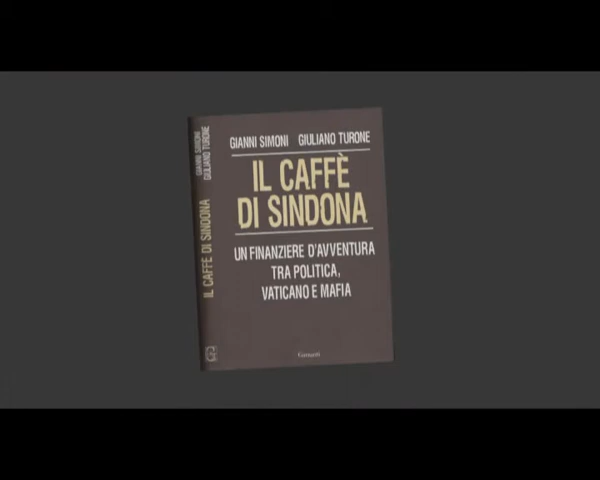 GIANNI SIMONI GIULIANO TURONE
IL CAFFÈ
DI SINDONA
UN FINANZIERE D'AVVENTURA
TRA POLITICA,
VATICANO E MAFIA
Garzanti
GIANNI SIMONI
GIULIANO TURONE
IL CAFFÈ DI SINDONA